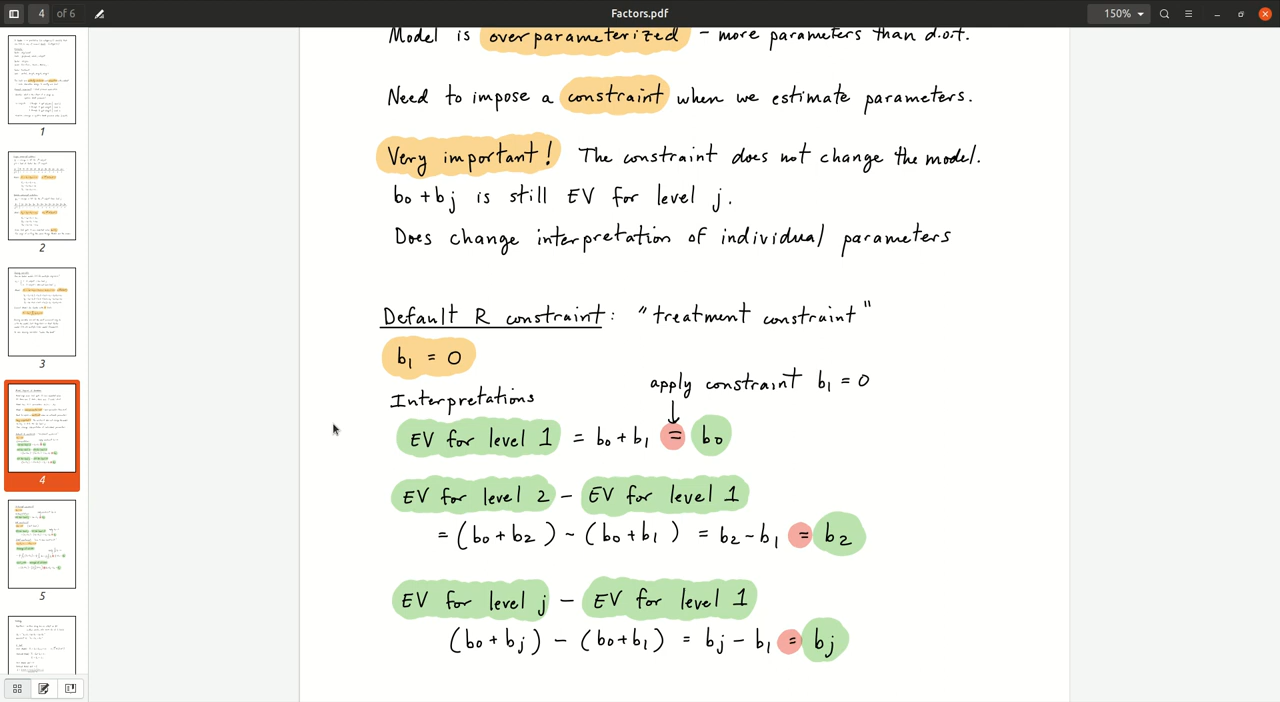 4 of 6
Factors.pdf
150%
Model is overparameterized - more parameters than d.o.f.
Need to impose a constraint when we estimate parameters.
Very important! The constraint does not change the model.
b0 + bj is still EV for level j.
Does change interpretation of individual parameters
Default R constraint: "treatment constraint"
b1 = 0
apply constraint b1 = 0
Interpretations
EV for level 1 = b0 + b1 = b0
EV for level 2 - EV for level 1
= (b0 + b2) - (b0 + b1) = b2 - b1 = b2
EV for level j - EV for level 1
(b0 + bj) - (b0 + b1) = bj - b1 = bj
1
2
3
4
5